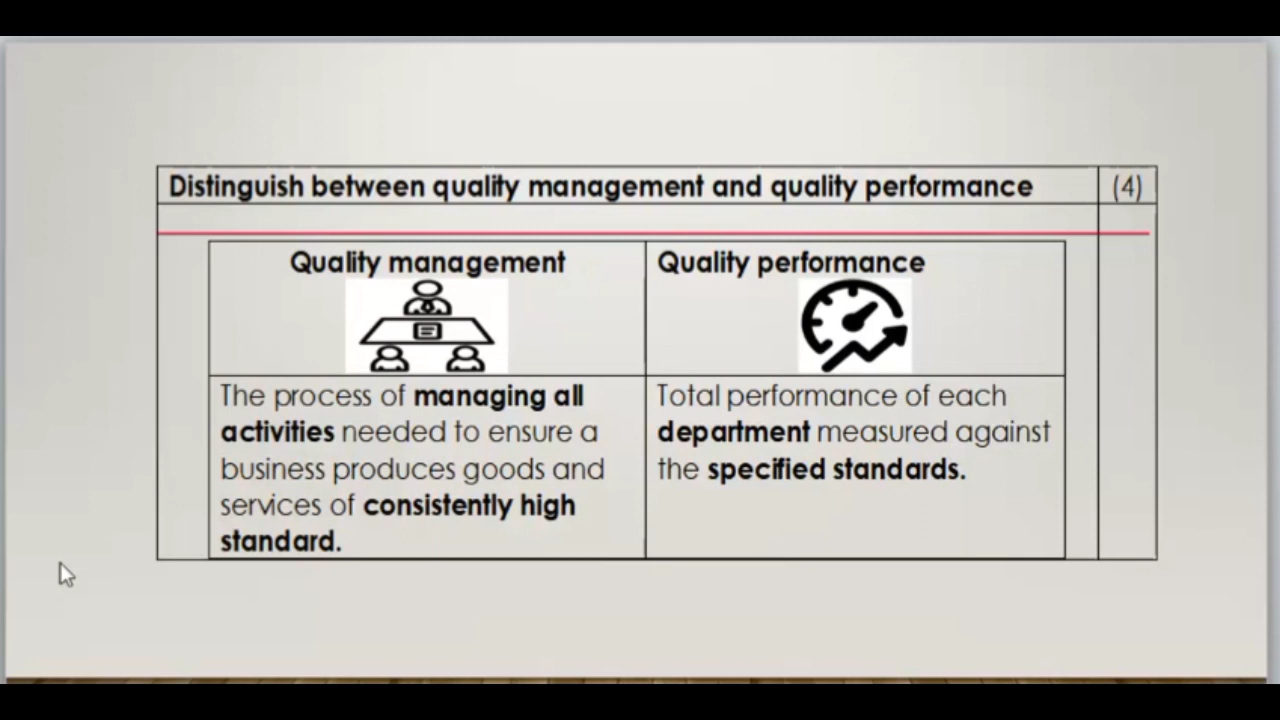 Distinguish between quality management and quality performance (4)
Quality management
Quality performance
The process of managing all
activities needed to ensure a
business produces goods and
services of consistently high
standard.
Total performance of each
department measured against
the specified standards.